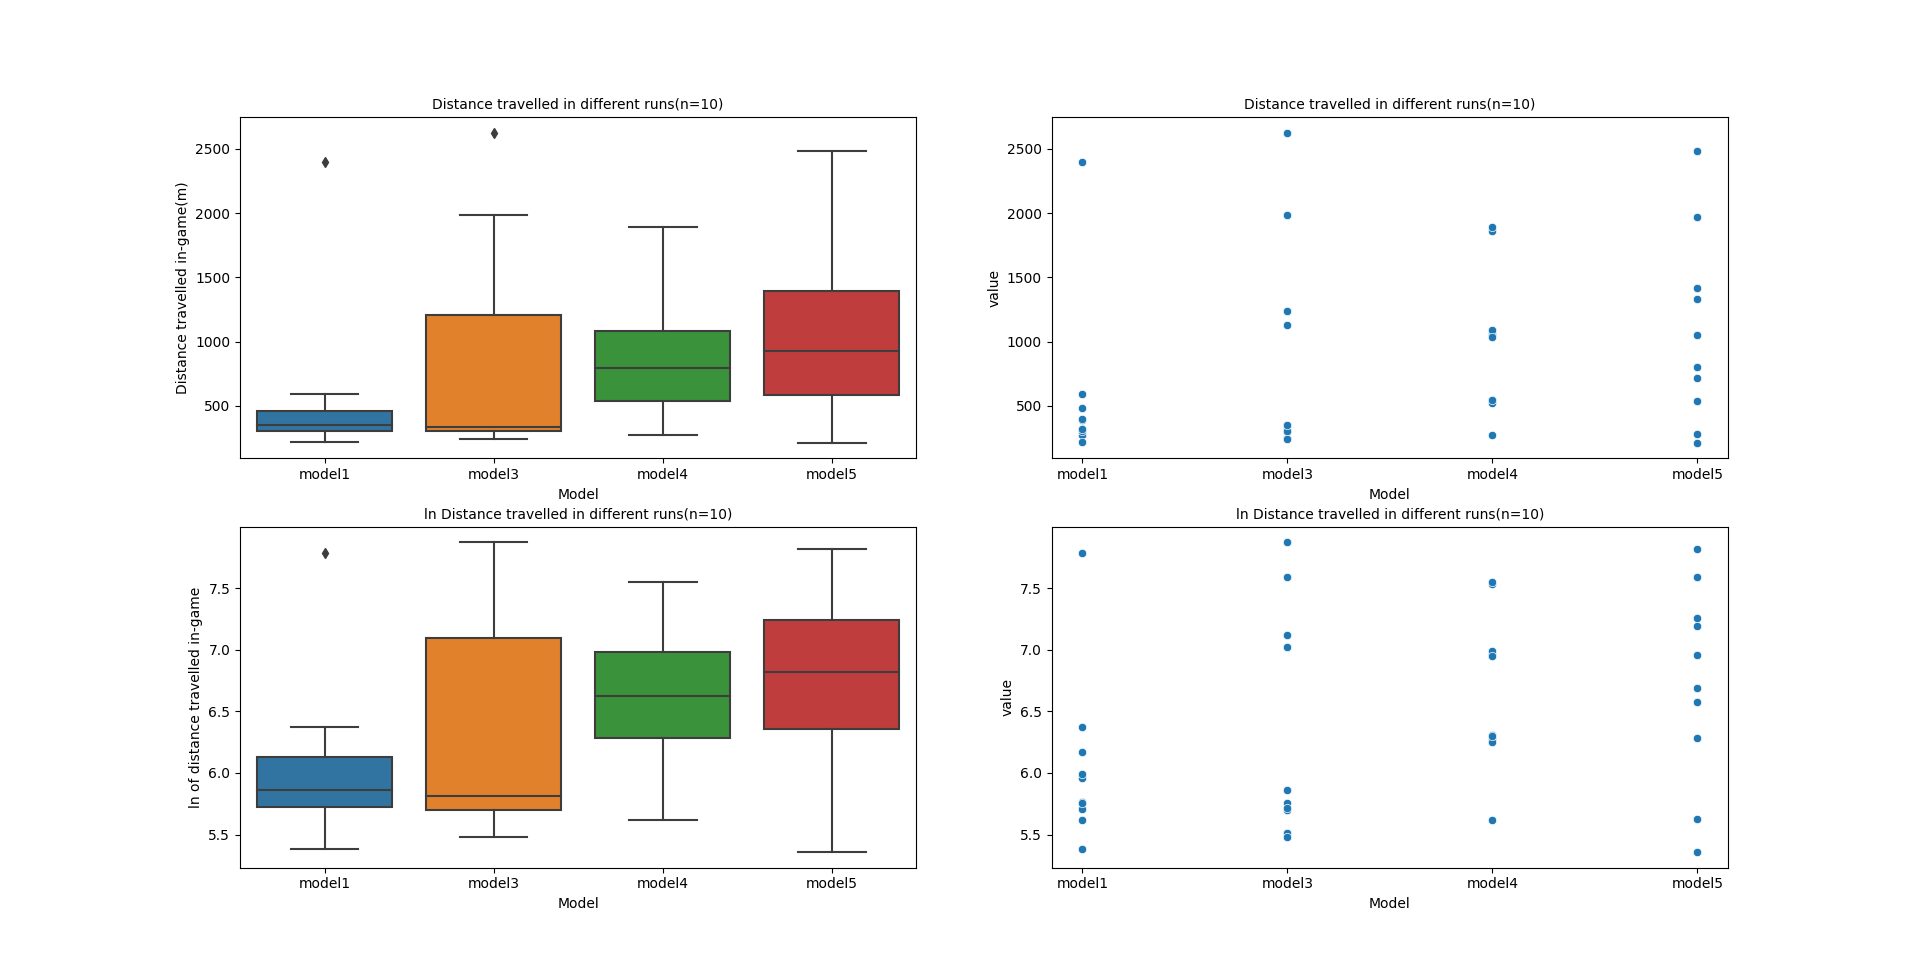 Distance travelled in different runs(n=10)
Distance travelled in-game(m)
2500
2000
1500
1000
500
model1 model3 model4 model5
Model
Distance travelled in different runs(n=10)
value
2500
2000
1500
1000
500
model1 model3 model4 model5
Model
ln Distance travelled in different runs(n=10)
ln of distance travelled in-game
7.5
7.0
6.5
6.0
5.5
model1 model3 model4 model5
Model
ln Distance travelled in different runs(n=10)
value
7.5
7.0
6.5
6.0
5.5
model1 model3 model4 model5
Model